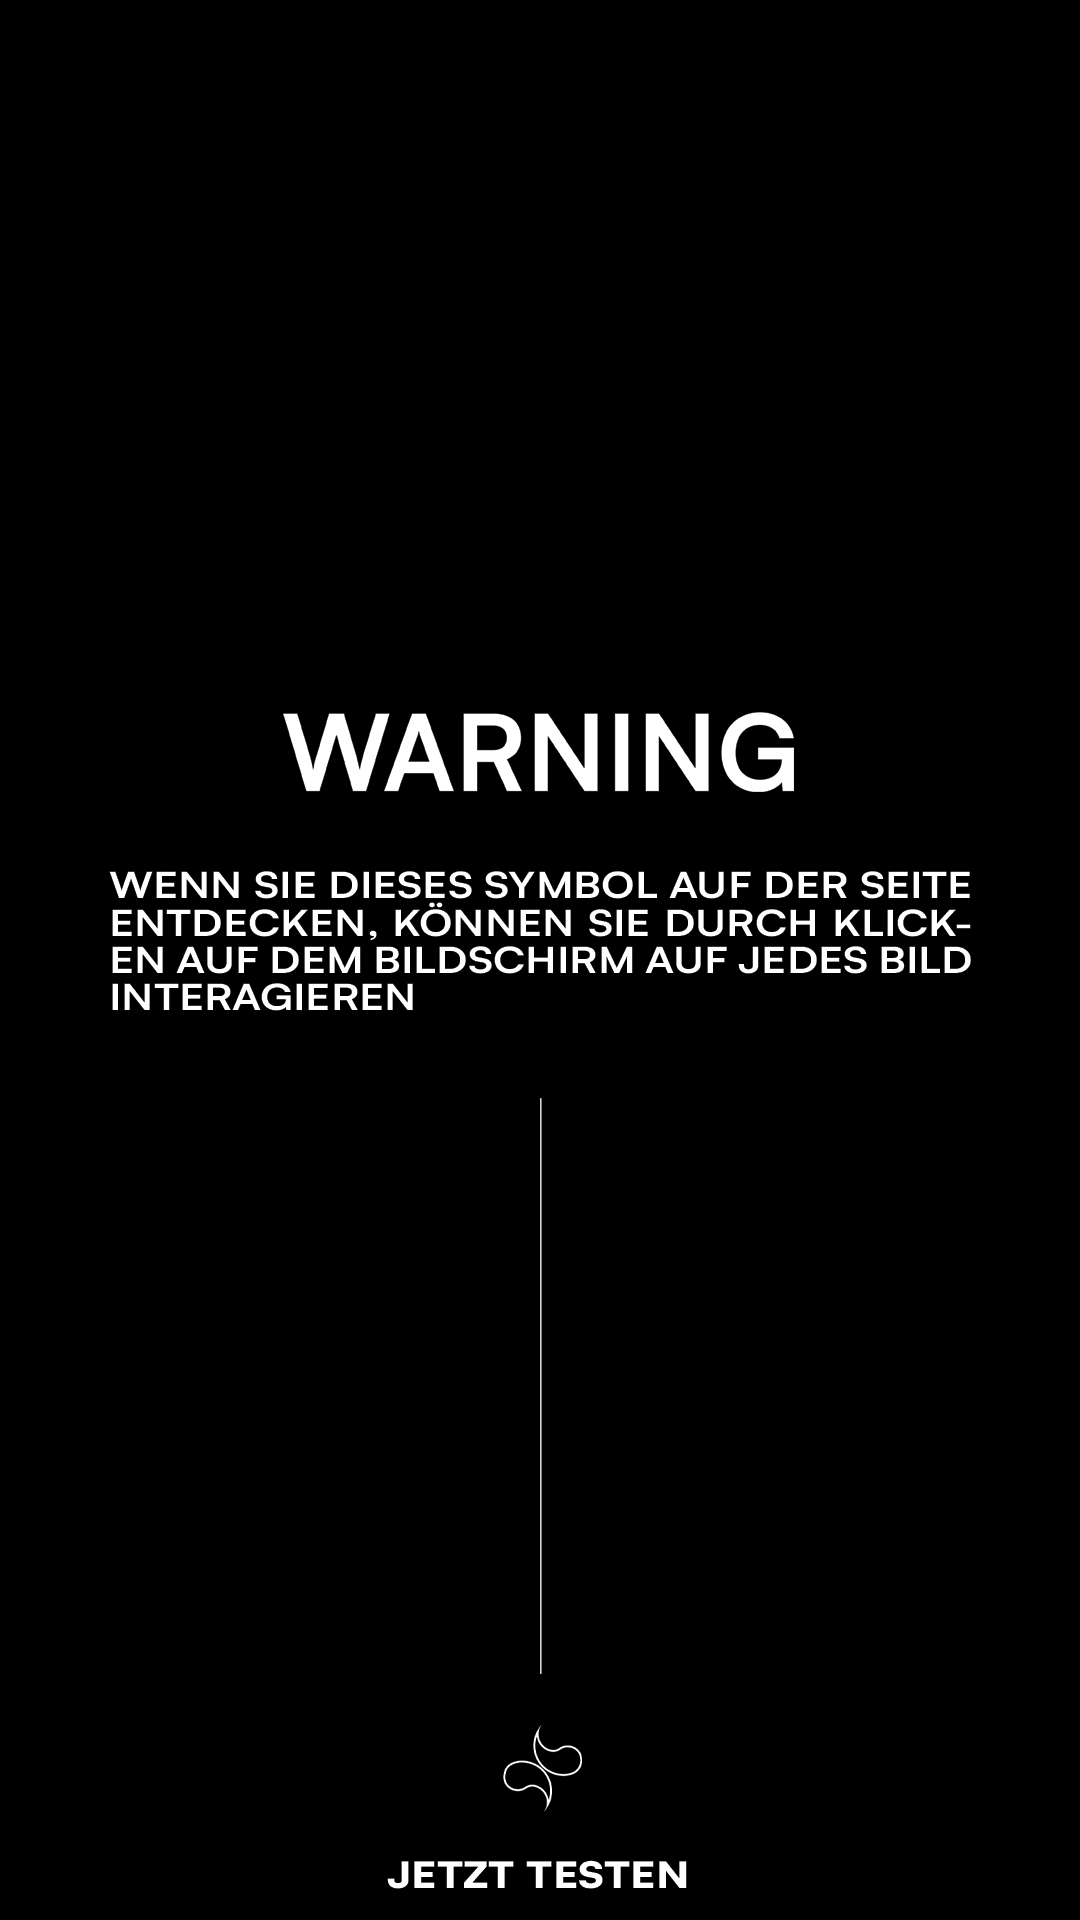 WARNING
WENN SIE DIESES SYMBOL AUF DER SEITE
ENTDECKEN, KÖNNEN SIE DURCH KLICK-
EN AUF DEM BILDSCHIRM AUF JEDES BILD
INTERAGIEREN
JETZT TESTEN